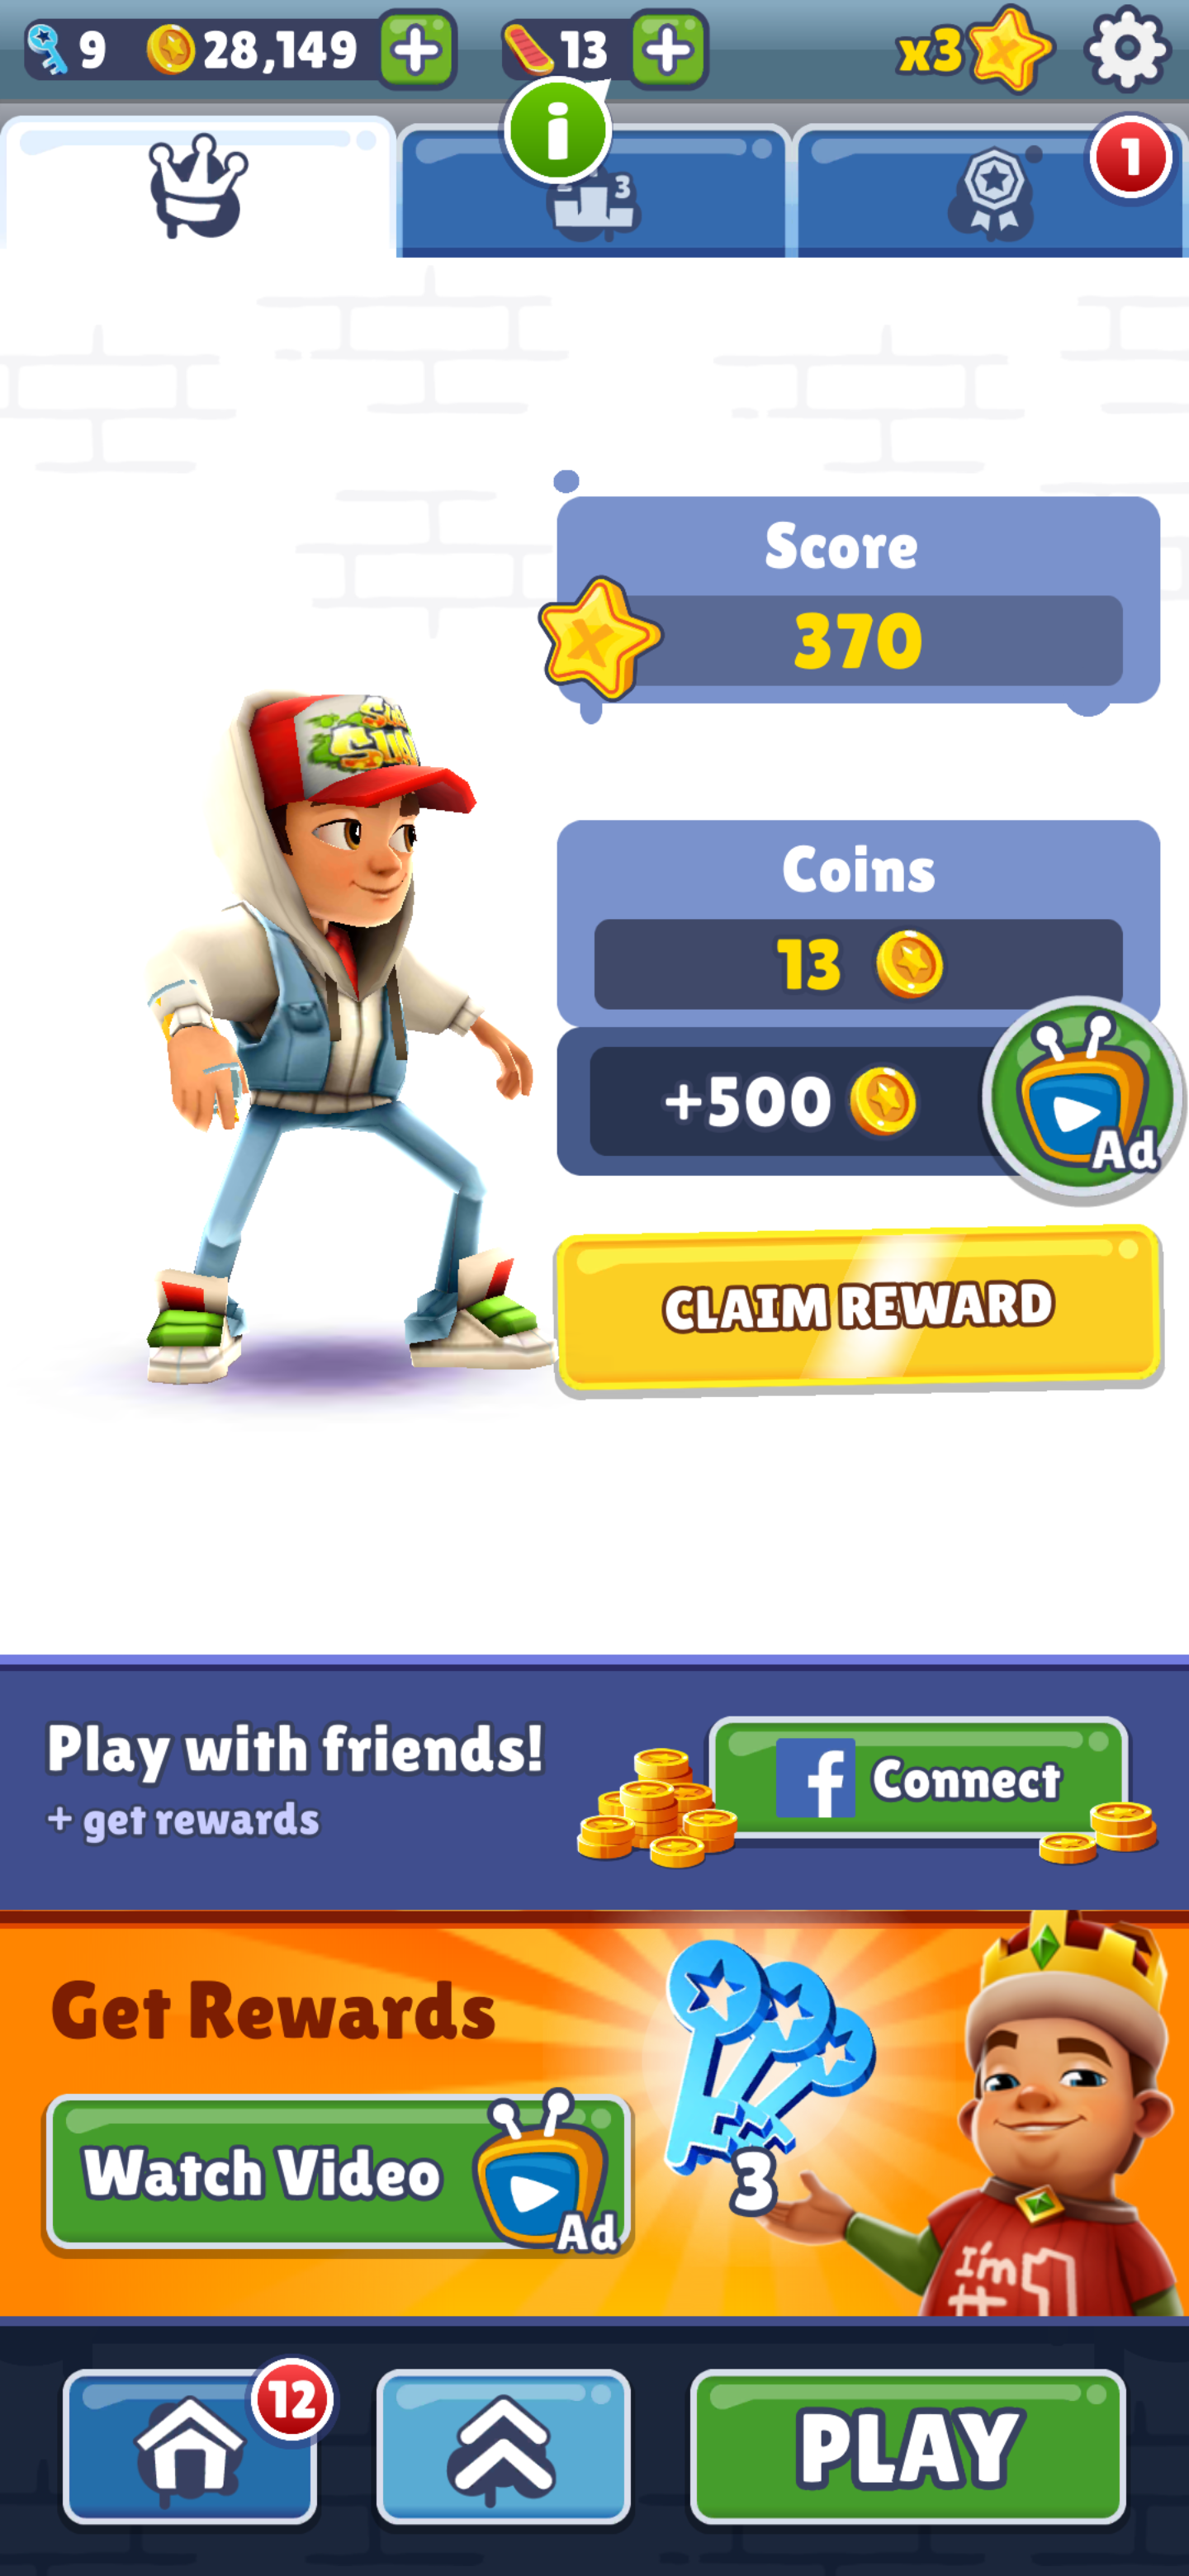 9 28,149 13 x3
1
3
Score
370
Coins
13
+500
Ad
CLAIM REWARD
Play with friends!
+ get rewards
f Connect
Get Rewards
Watch Video Ad
3
I'm
#1
12
PLAY